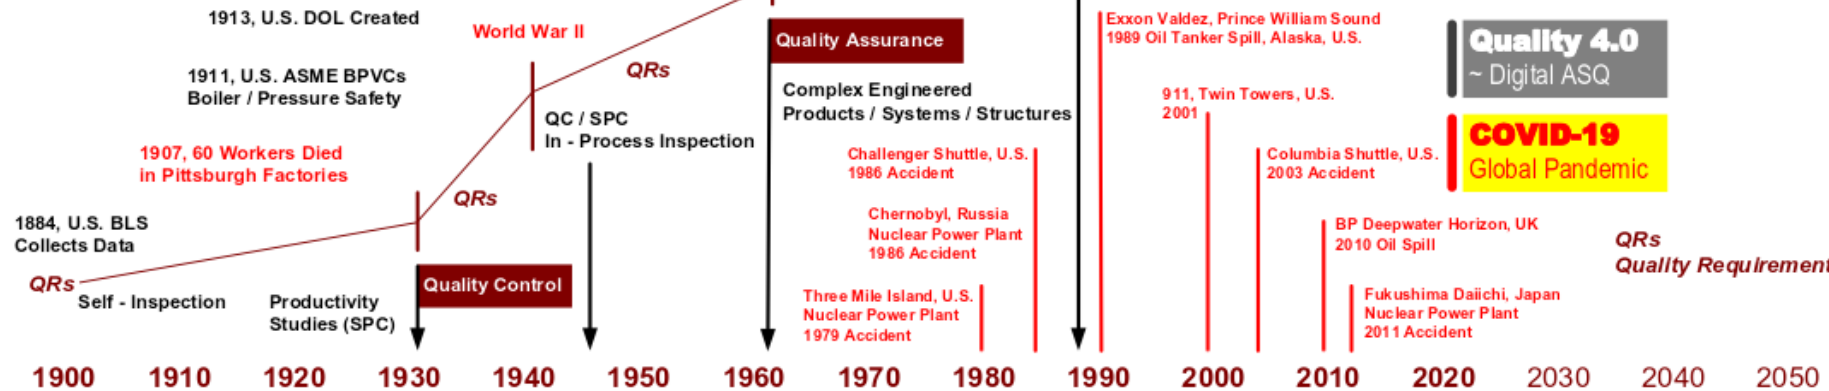 1913, U.S. DOL Created
World War II
1911, U.S. ASME BPVCs
Boiler / Pressure Safety
QRs
QC / SPC
In - Process Inspection
1907, 60 Workers Died
in Pittsburgh Factories
QRs
1884, U.S. BLS
Collects Data
QRs
Self - Inspection
Productivity
Studies (SPC)
Quality Control
Quality Assurance
Complex Engineered
Products / Systems / Structures
Challenger Shuttle, U.S.
1986 Accident
Chernobyl, Russia
Nuclear Power Plant
1986 Accident
Three Mile Island, U.S.
Nuclear Power Plant
1979 Accident
Exxon Valdez, Prince William Sound
1989 Oil Tanker Spill, Alaska, U.S.
911, Twin Towers, U.S.
2001
Columbia Shuttle, U.S.
2003 Accident
BP Deepwater Horizon, UK
2010 Oil Spill
Fukushima Daiichi, Japan
Nuclear Power Plant
2011 Accident
Quality 4.0
~ Digital ASQ
COVID-19
Global Pandemic
QRs
Quality Requirement
1900 1910 1920 1930 1940 1950 1960 1970 1980 1990 2000 2010 2020 2030 2040 2050